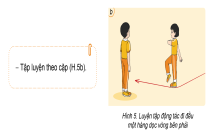 – Tập luyện theo cặp (H.5b).
b
Hình 5. Luyện tập động tác đi đều
một hàng dọc vòng bên phải